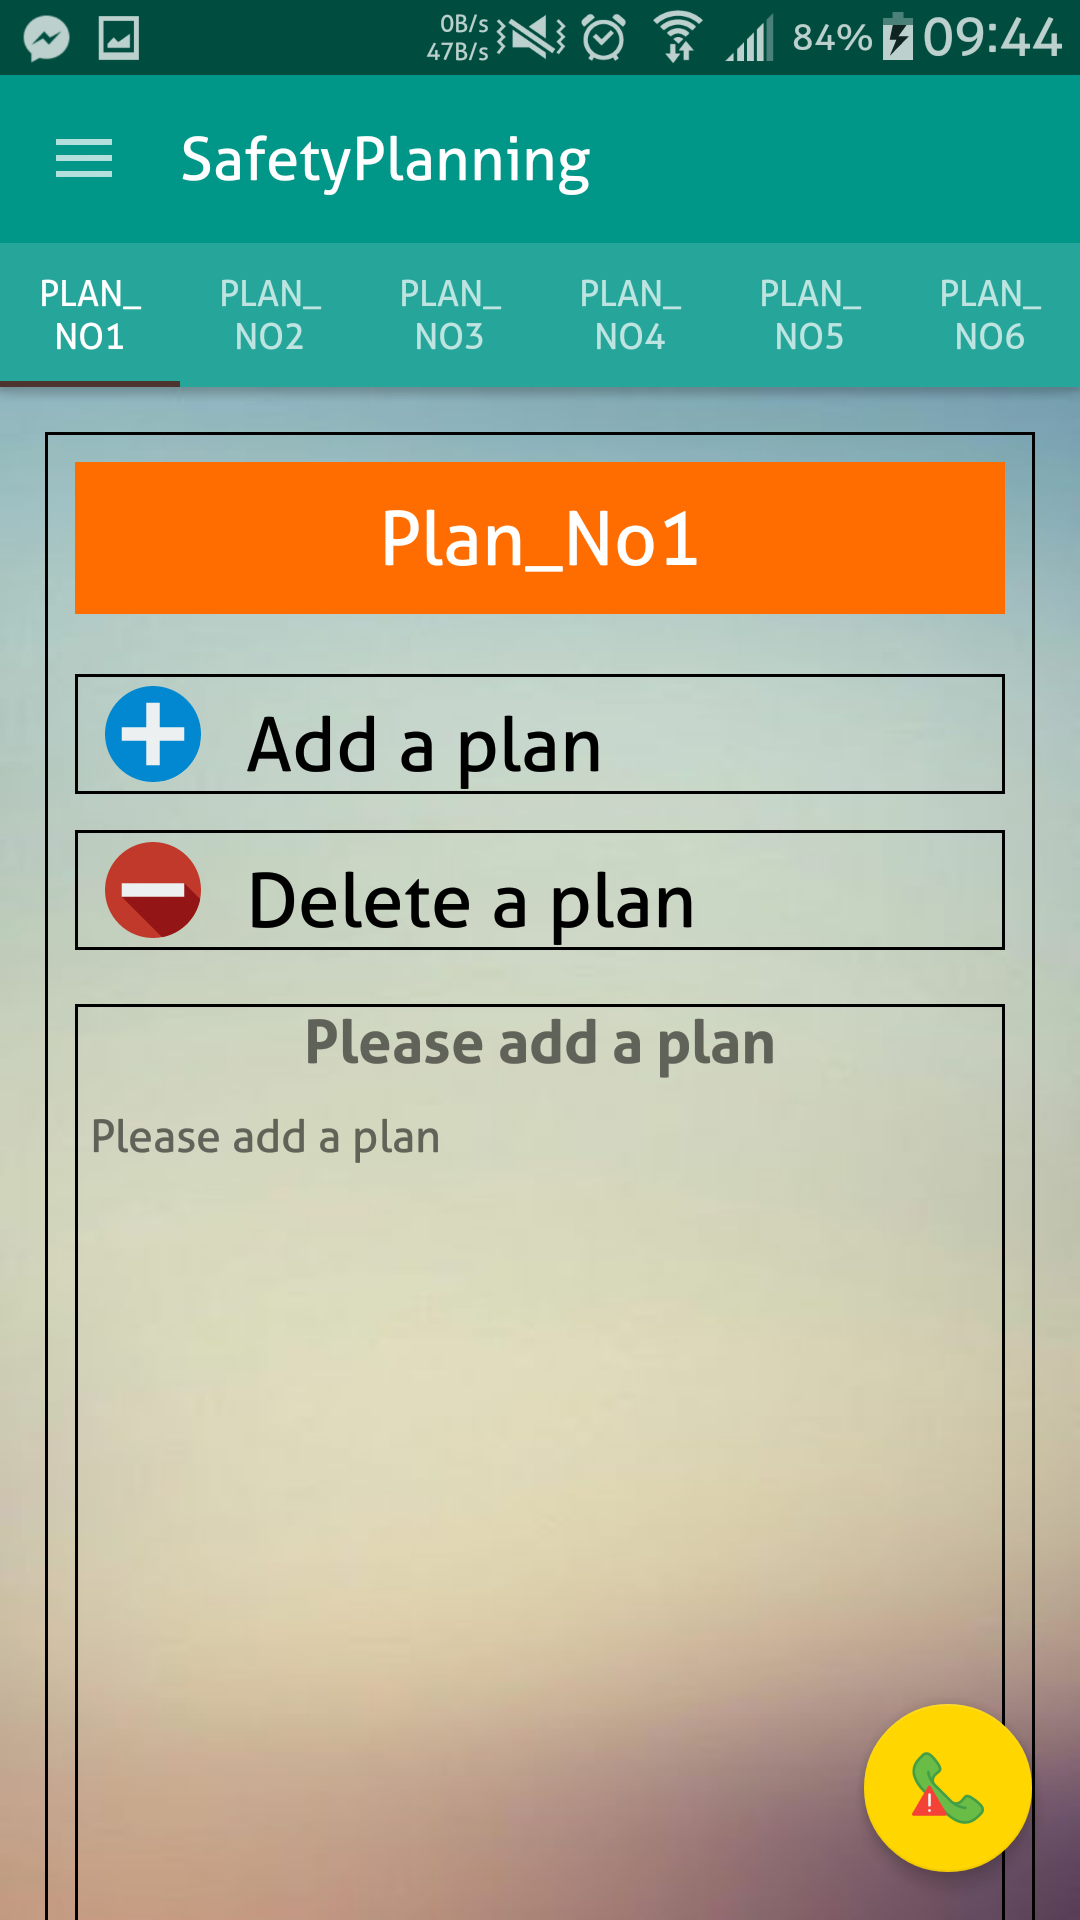 0B/s
47B/s
84%
09:44
SafetyPlanning
PLAN_
NO1
PLAN_
NO2
PLAN_
NO3
PLAN_
NO4
PLAN_
NO5
PLAN_
NO6
Plan_No1
Add a plan
Delete a plan
Please add a plan
Please add a plan